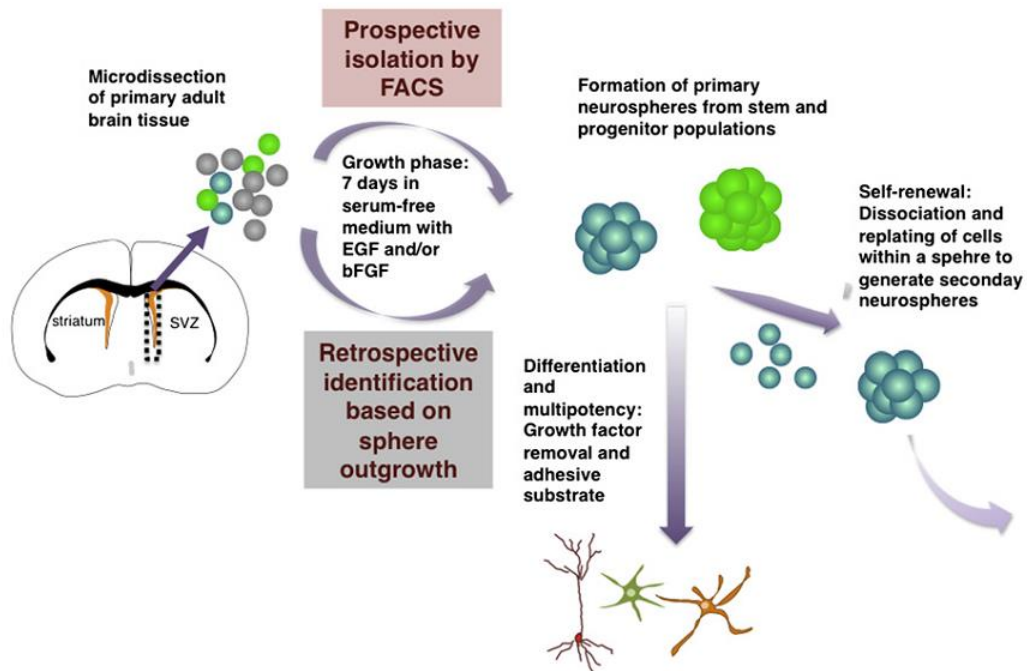 Prospective
isolation by
FACS
Microdissection
of primary adult
brain tissue
Growth phase:
7 days in
serum-free
medium with
EGF and/or
bFGF
Retrospective
identification
based on
sphere
outgrowth
striatum
SVZ
Formation of primary
neurospheres from stem and
progenitor populations
Self-renewal:
Dissociation and
replating of cells
within a spehre to
generate seconday
neurospheres
Differentiation
and
multipotency:
Growth factor
removal and
adhesive
substrate